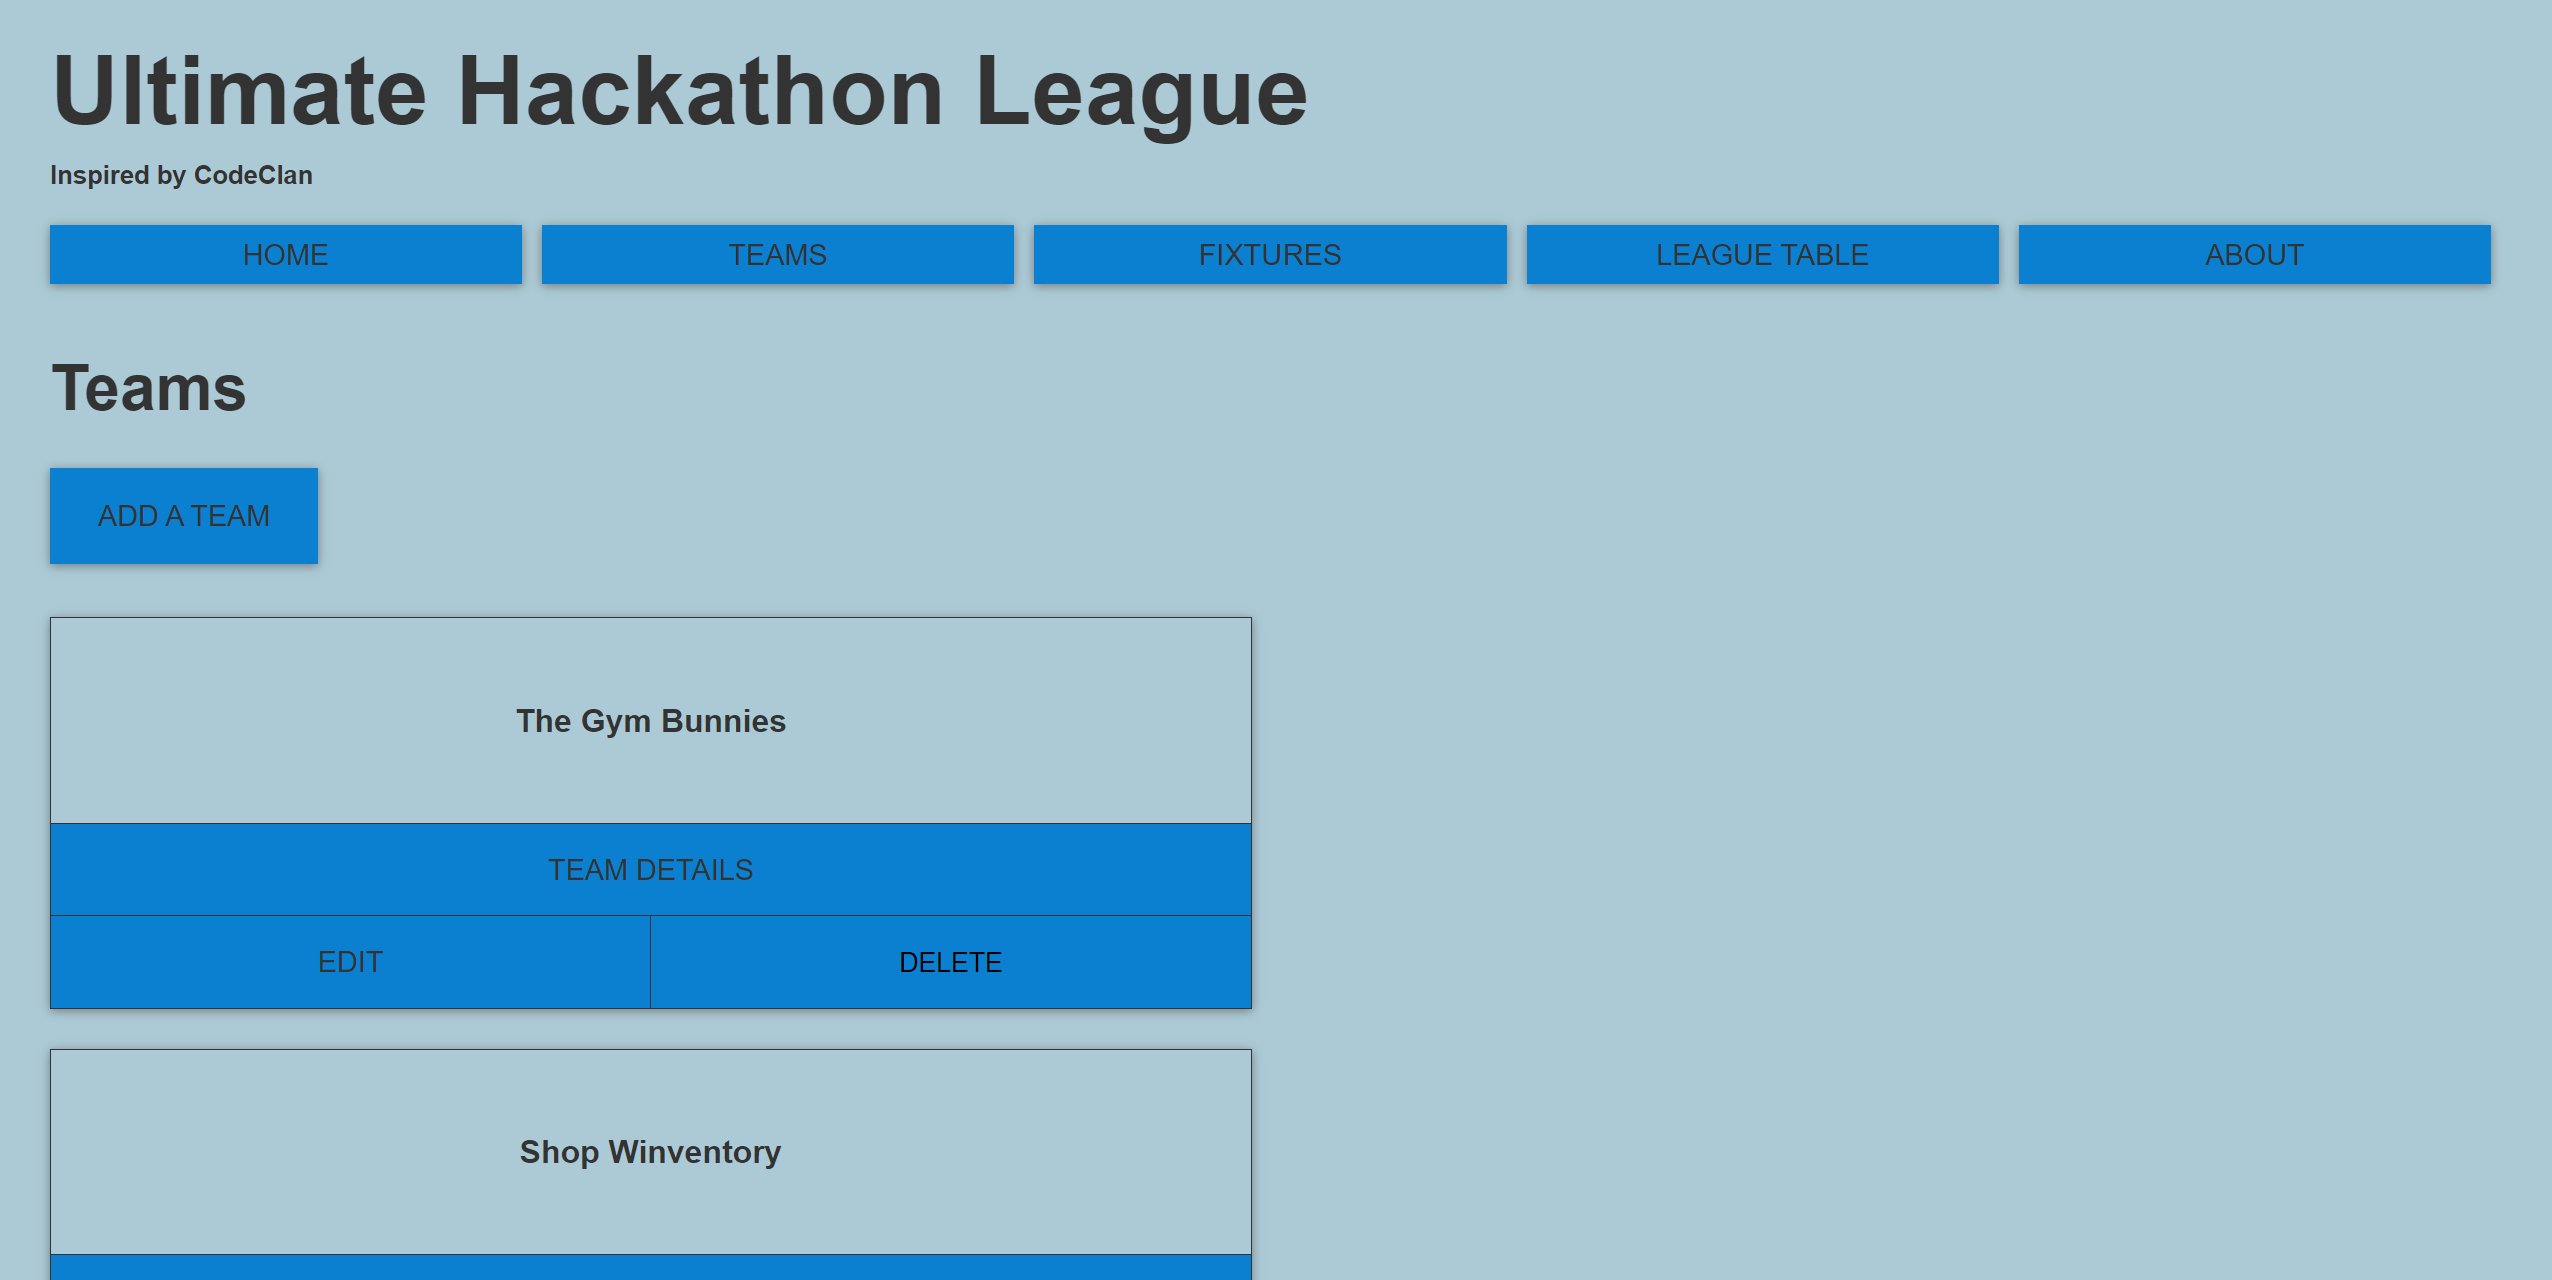 Ultimate Hackathon League
Inspired by CodeClan
HOME TEAMS FIXTURES LEAGUE TABLE ABOUT
Teams
ADD A TEAM
The Gym Bunnies
TEAM DETAILS
EDIT DELETE
Shop Winventory